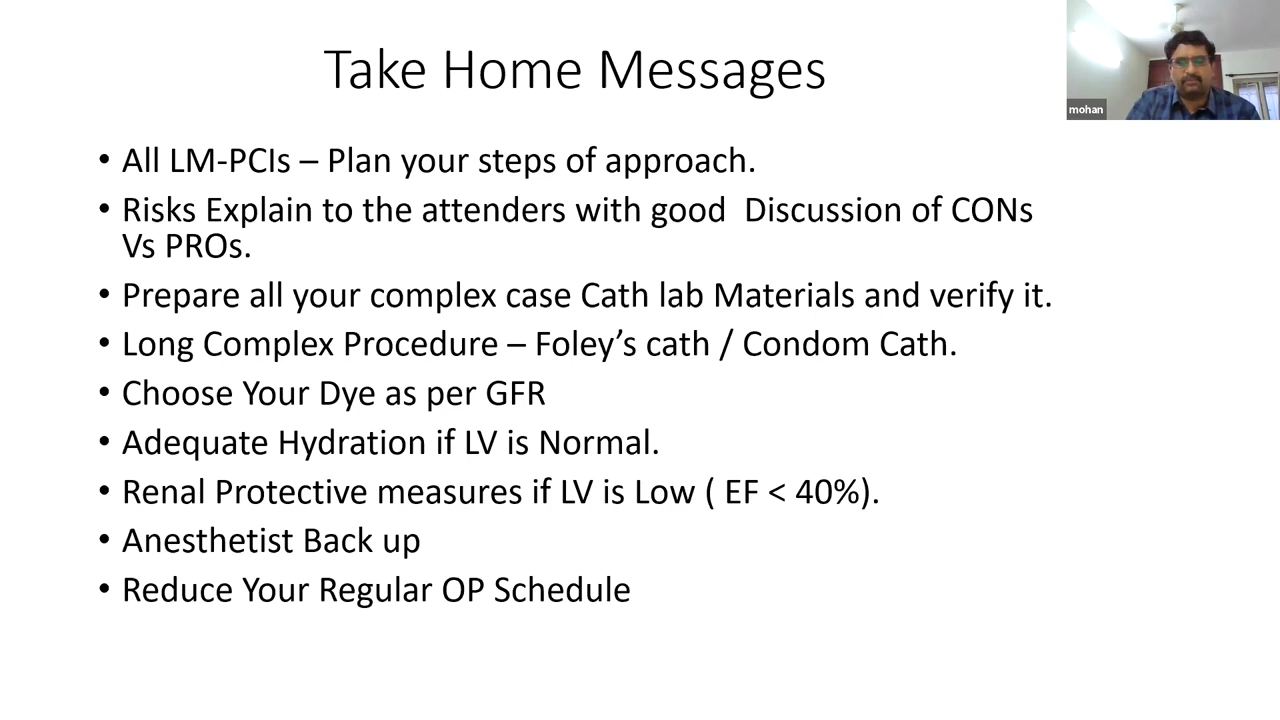 Take Home Messages
mohan
• All LM-PCIs – Plan your steps of approach.
• Risks Explain to the attenders with good  Discussion of CONs
Vs PROs.
• Prepare all your complex case Cath lab Materials and verify it.
• Long Complex Procedure – Foley’s cath / Condom Cath.
• Choose Your Dye as per GFR
• Adequate Hydration if LV is Normal.
• Renal Protective measures if LV is Low ( EF < 40%).
• Anesthetist Back up
• Reduce Your Regular OP Schedule